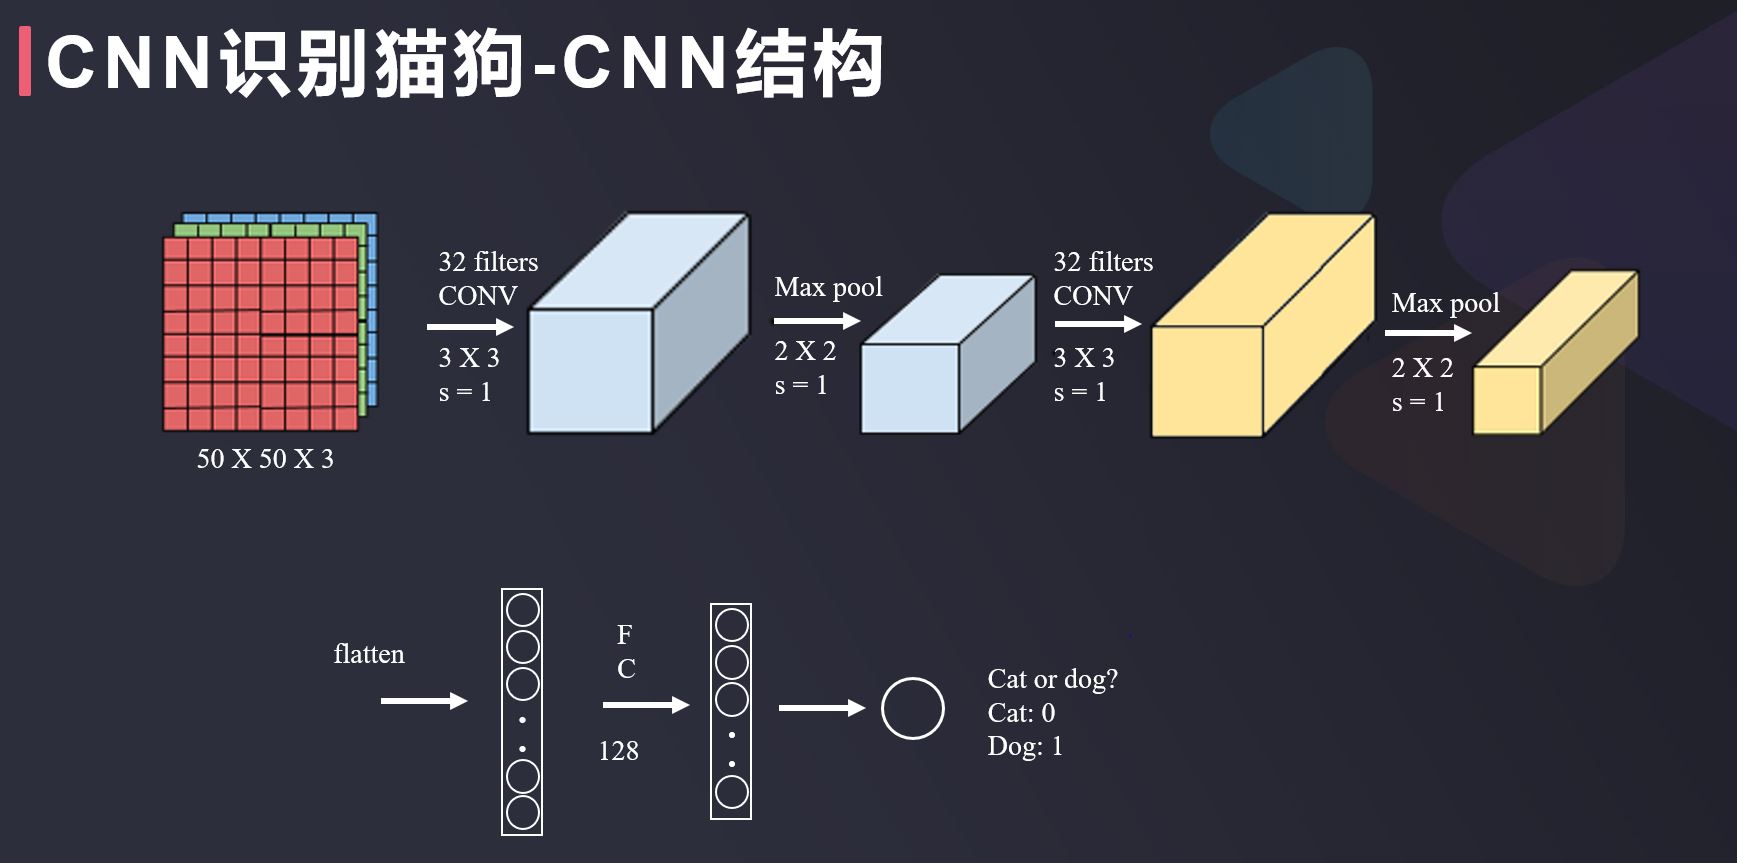 CNN识别猫狗-CNN结构
32 filters
CONV
3 X 3
s = 1
Max pool
2 X 2
s = 1
32 filters
CONV
3 X 3
s = 1
Max pool
2 X 2
s = 1
50 X 50 X 3
flatten
F
C
128
Cat or dog?
Cat: 0
Dog: 1